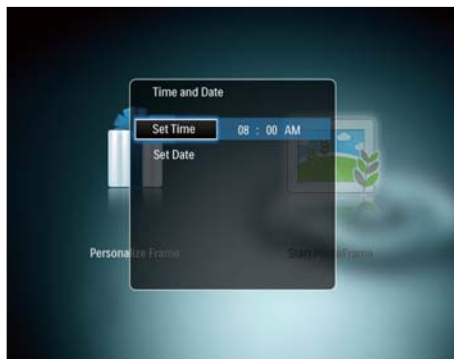 Time and Date
Set Time 08 : 00 AM
Set Date
Personalize Frame
Start PhotoFrame